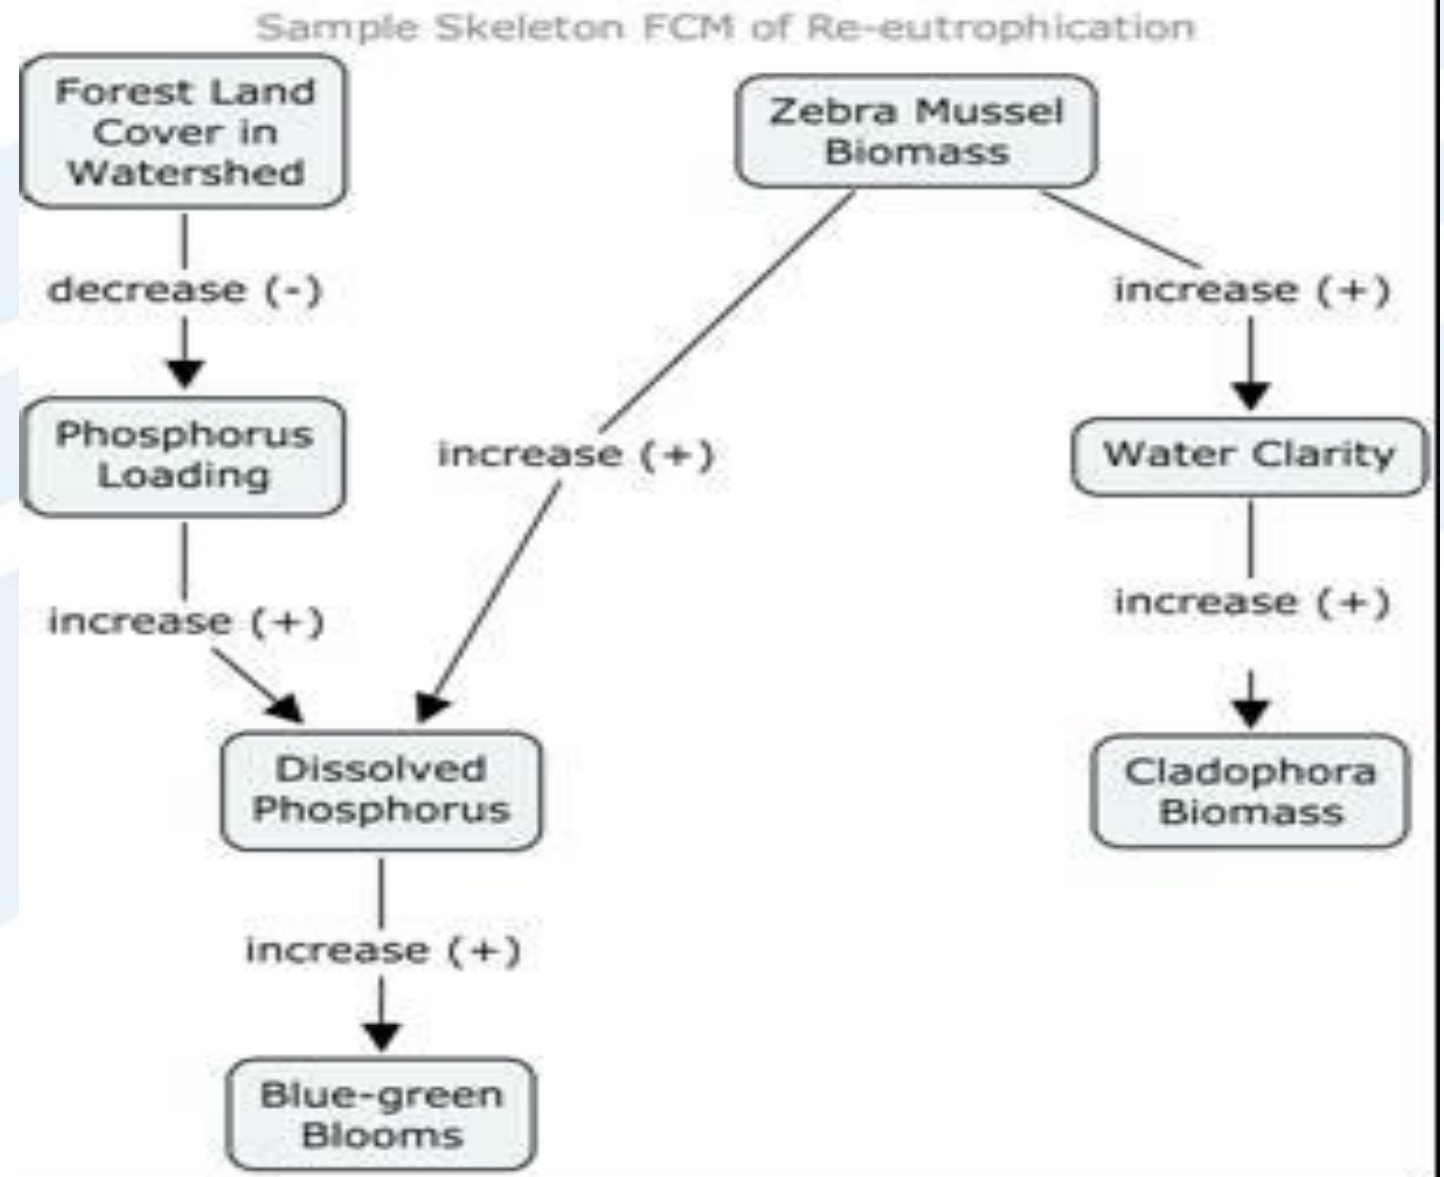 Sample Skeleton FCM of Re-eutrophication
Forest Land
Cover in
Watershed
Zebra Mussel
Biomass
decrease (-)
increase (+)
Phosphorus
Loading
increase (+)
Water Clarity
increase (+)
increase (+)
Dissolved
Phosphorus
Cladophora
Biomass
increase (+)
Blue-green
Blooms